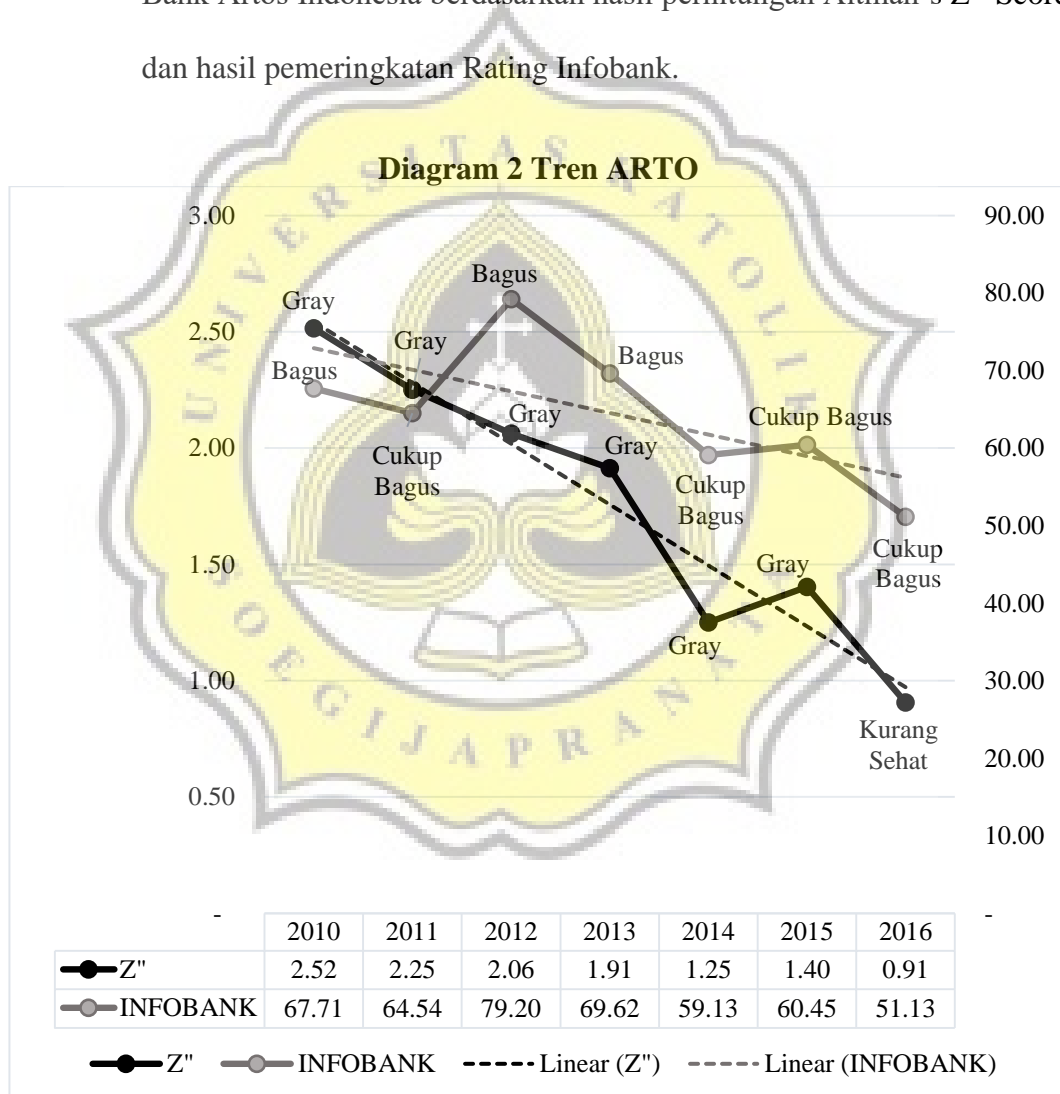 Bank Artos Indonesia berdasarkan hasil perhitungan Altman's Z" Score
dan hasil pemeringkatan Rating Infobank.
UNIVERSITAS KATOLIK
SOEGIJAPRANATA
Diagram 2 Tren ARTO
3.00
2.50
2.00
1.50
1.00
0.50
-
90.00
80.00
70.00
60.00
50.00
40.00
30.00
20.00
10.00
-
Gray
Gray
Gray
Gray
Gray
Gray
Kurang
Sehat
Bagus
Cukup
Bagus
Bagus
Bagus
Cukup
Bagus
Cukup Bagus
Cukup
Bagus
2010 2011 2012 2013 2014 2015 2016
Z" 2.52 2.25 2.06 1.91 1.25 1.40 0.91
INFOBANK 67.71 64.54 79.20 69.62 59.13 60.45 51.13
Z" INFOBANK Linear (Z") Linear (INFOBANK)